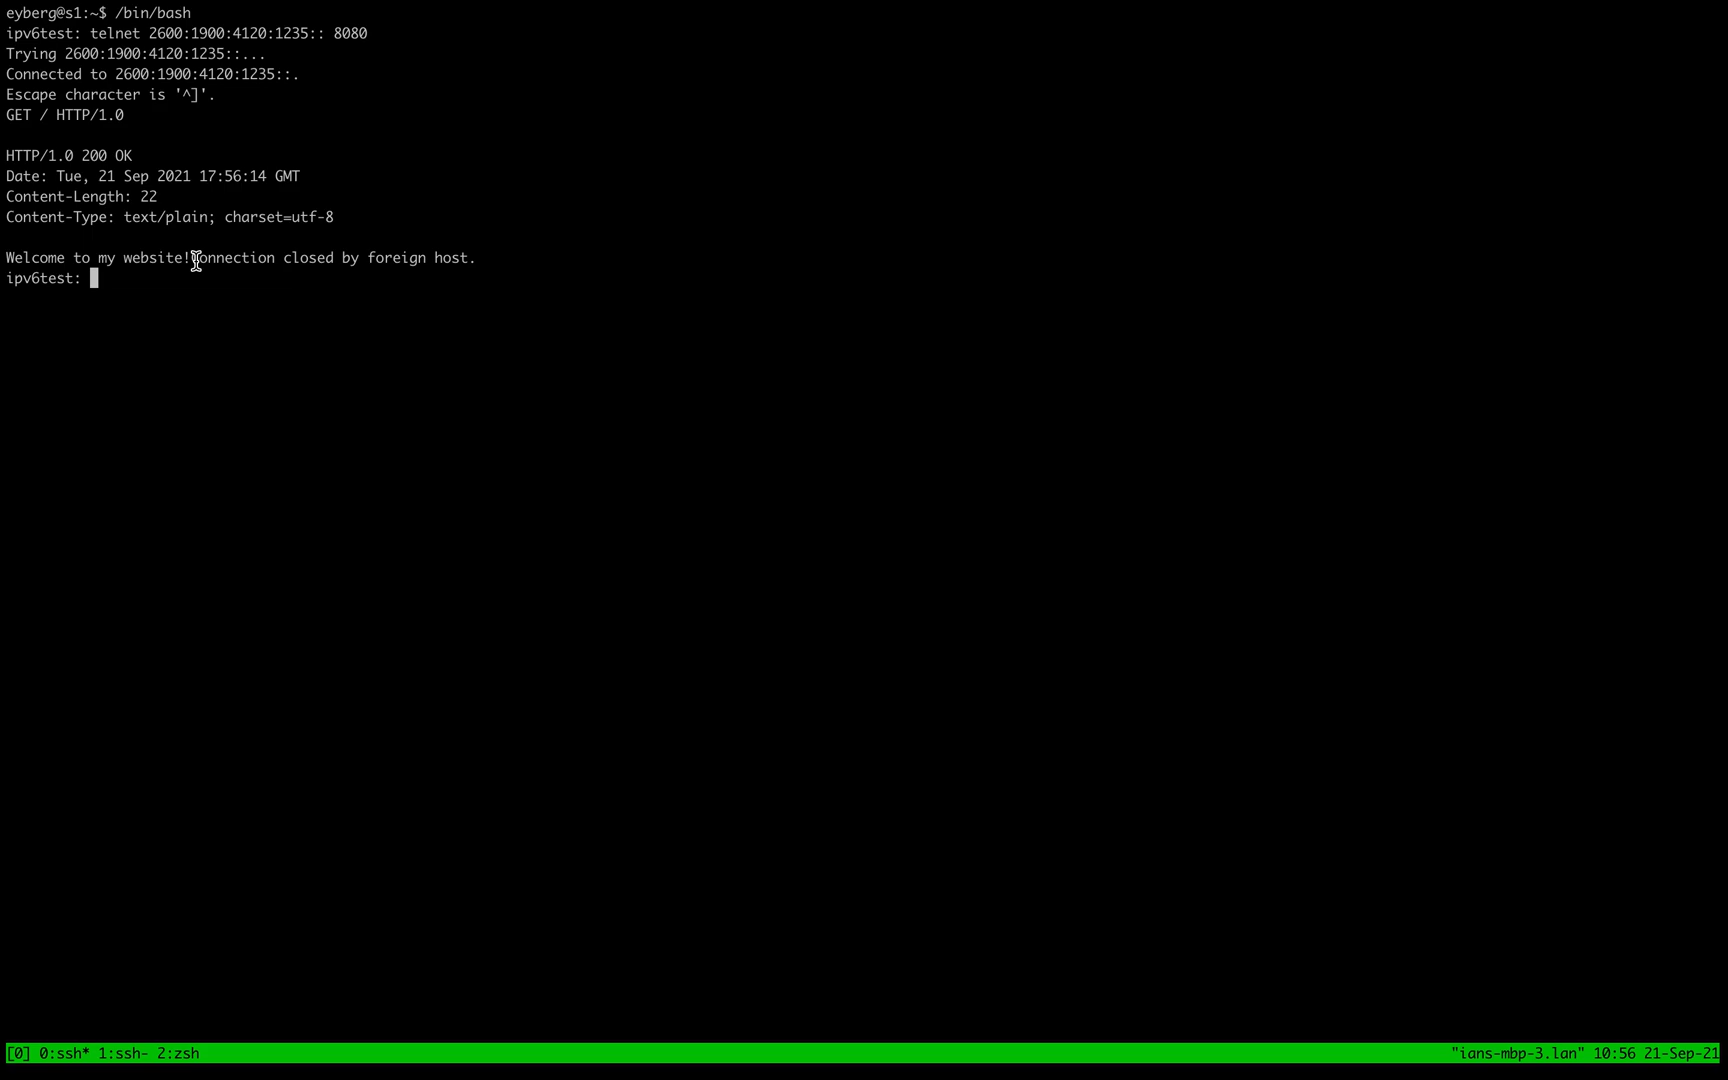 eyberg@s1:~$ /bin/bash
ipv6test: telnet 2600:1900:4120:1235:: 8080
Trying 2600:1900:4120:1235::...
Connected to 2600:1900:4120:1235::.
Escape character is '^]'.
GET / HTTP/1.0
HTTP/1.0 200 OK
Date: Tue, 21 Sep 2021 17:56:14 GMT
Content-Length: 22
Content-Type: text/plain; charset=utf-8
Welcome to my website!Connection closed by foreign host.
ipv6test:
[0] 0:ssh* 1:ssh- 2:zsh "ians-mbp-3.lan" 10:56 21-Sep-21